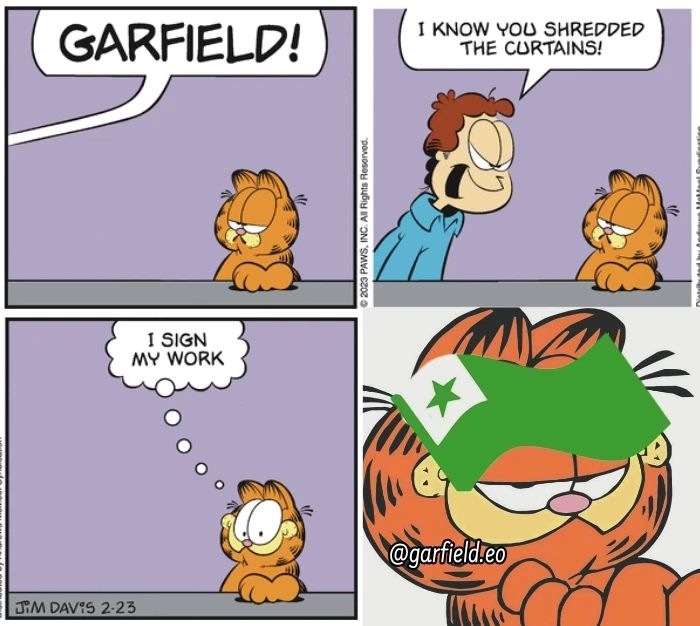 GARFIELD!
I KNOW YOU SHREDDED
THE CURTAINS!
© 2023 PAWS, INC. All Rights Reserved.
I SIGN
MY WORK
JIM DAVIS 2-23
@garfield.eo